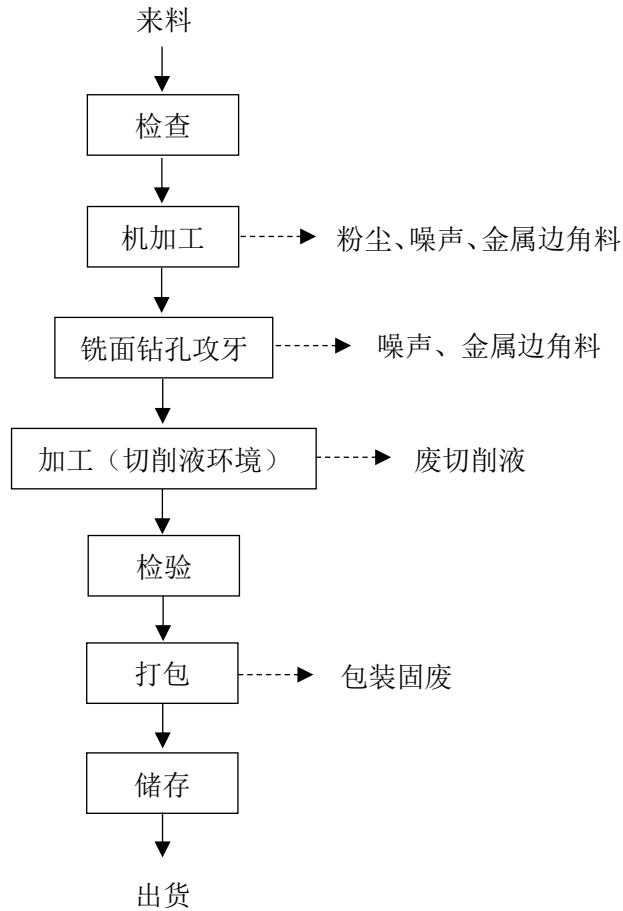 来料
检查
机加工
粉尘、噪声、金属边角料
铣面钻孔攻牙
噪声、金属边角料
加工（切削液环境）
废切削液
检验
打包
包装固废
储存
出货